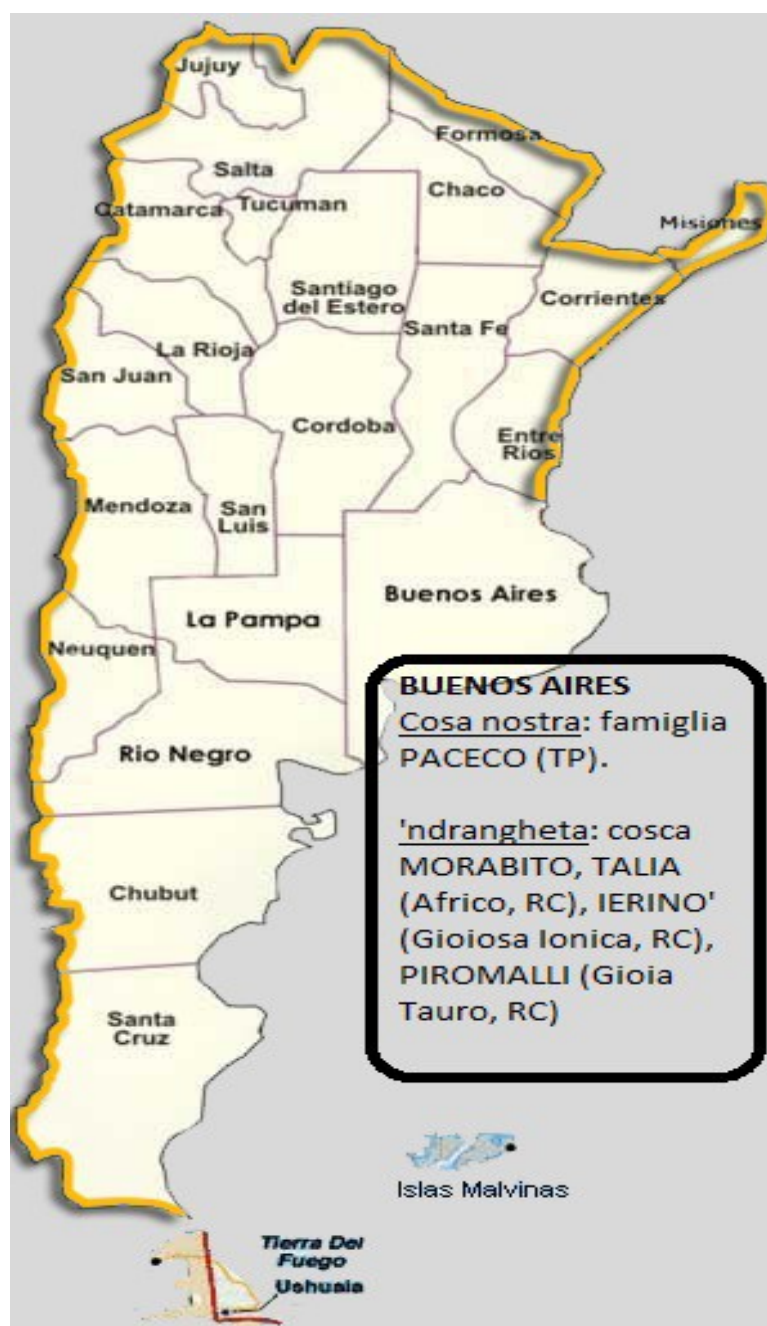 Jujuy
Formosa
Salta
Chaco
Catamarca
Tucuman
Misiones
Santiago
del Estero
Corrientes
Santa Fe
La Rioja
San Juan
Cordoba
Entre
Rios
Mendoza
San
Luis
Buenos Aires
La Pampa
Neuquen
Rio Negro
Chubut
Santa
Cruz
BUENOS AIRES
Cosa nostra: famiglia
PACECO (TP).
'ndrangheta: cosca
MORABITO, TALIA
(Africo, RC), IERINO'
(Gioiosa Ionica, RC),
PIROMALLI (Gioia
Tauro, RC)
Islas Malvinas
Tierra Del
Fuego
Ushuaia